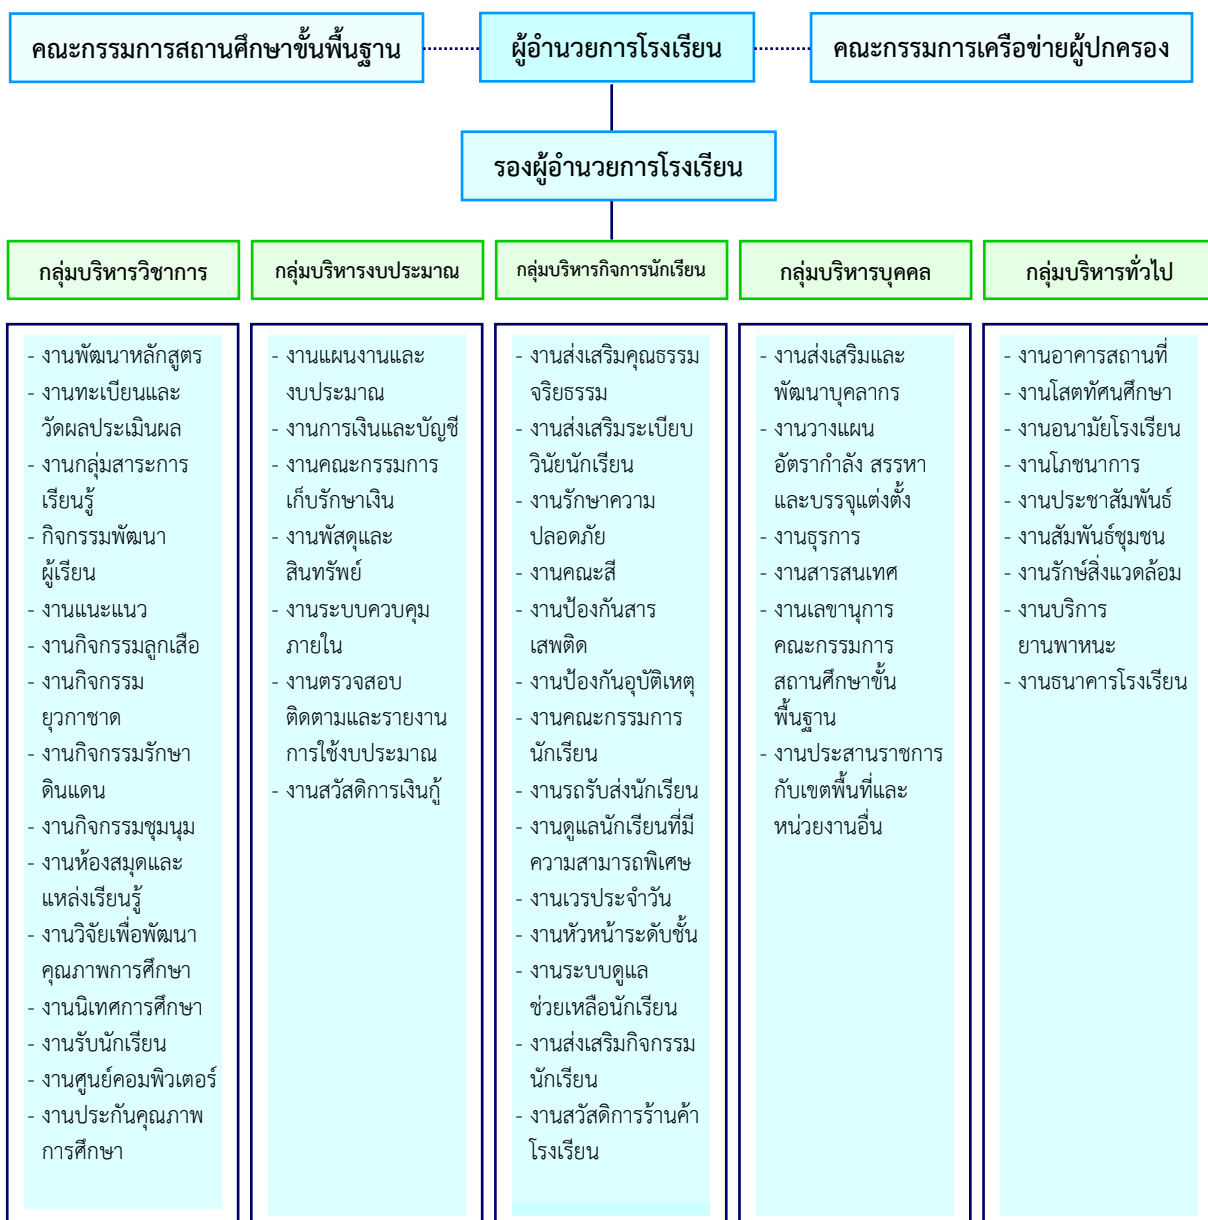 คณะกรรมการสถานศึกษาขั้นพื้นฐาน
ผู้อำนวยการโรงเรียน
คณะกรรมการเครือข่ายผู้ปกครอง
รองผู้อำนวยการโรงเรียน
กลุ่มบริหารวิชาการ
- งานพัฒนาหลักสูตร
- งานทะเบียนและ
วัดผลประเมินผล
- งานกลุ่มสาระการ
เรียนรู้
- กิจกรรมพัฒนา
ผู้เรียน
- งานแนะแนว
- งานกิจกรรมลูกเสือ
- งานกิจกรรม
ยุวกาชาด
- งานกิจกรรมรักษา
ดินแดน
- งานกิจกรรมชุมนุม
- งานห้องสมุดและ
แหล่งเรียนรู้
- งานวิจัยเพื่อพัฒนา
คุณภาพการศึกษา
- งานนิเทศการศึกษา
- งานรับนักเรียน
- งานศูนย์คอมพิวเตอร์
- งานประกันคุณภาพ
การศึกษา
กลุ่มบริหารงบประมาณ
- งานแผนงานและ
งบประมาณ
- งานการเงินและบัญชี
- งานคณะกรรมการ
เก็บรักษาเงิน
- งานพัสดุและ
สินทรัพย์
- งานระบบควบคุม
ภายใน
- งานตรวจสอบ
ติดตามและรายงาน
การใช้งบประมาณ
- งานสวัสดิการเงินกู้
กลุ่มบริหารกิจการนักเรียน
- งานส่งเสริมคุณธรรม
จริยธรรม
- งานส่งเสริมระเบียบ
วินัยนักเรียน
- งานรักษาความ
ปลอดภัย
- งานคณะสี
- งานป้องกันสาร
เสพติด
- งานป้องกันอุบัติเหตุ
- งานคณะกรรมการ
นักเรียน
- งานรถรับส่งนักเรียน
- งานดูแลนักเรียนที่มี
ความสามารถพิเศษ
- งานเวรประจำวัน
- งานหัวหน้าระดับชั้น
- งานระบบดูแล
ช่วยเหลือนักเรียน
- งานส่งเสริมกิจกรรม
นักเรียน
- งานสวัสดิการร้านค้า
โรงเรียน
กลุ่มบริหารบุคคล
- งานส่งเสริมและ
พัฒนาบุคลากร
- งานวางแผน
อัตรากำลัง สรรหา
และบรรจุแต่งตั้ง
- งานธุรการ
- งานสารสนเทศ
- งานเลขานุการ
คณะกรรมการ
สถานศึกษาขั้น
พื้นฐาน
- งานประสานราชการ
กับเขตพื้นที่และ
หน่วยงานอื่น
กลุ่มบริหารทั่วไป
- งานอาคารสถานที่
- งานโสตทัศนศึกษา
- งานอนามัยโรงเรียน
- งานโภชนาการ
- งานประชาสัมพันธ์
- งานสัมพันธ์ชุมชน
- งานรักษ์สิ่งแวดล้อม
- งานบริการ
ยานพาหนะ
- งานธนาคารโรงเรียน